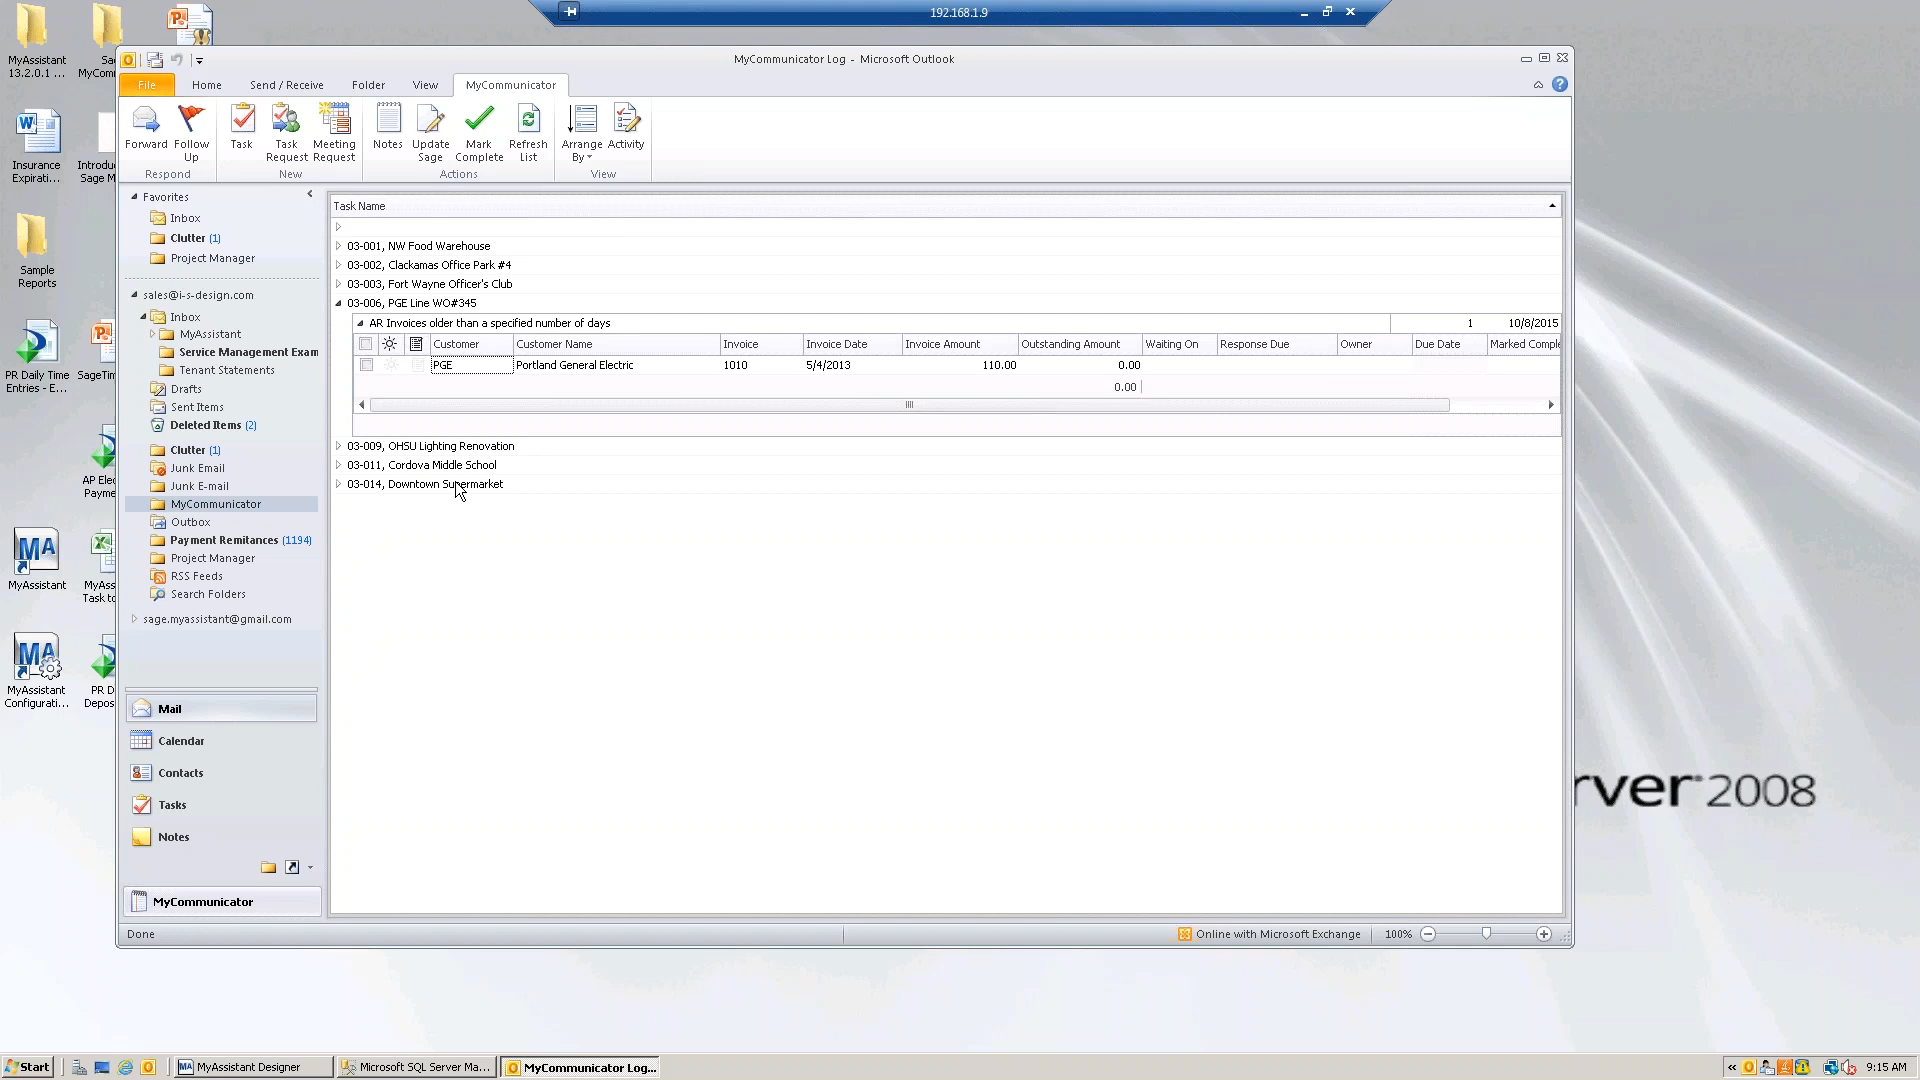 192.168.1.9
MyAssistant
13.2.0.1 ...
Insurance
Expirati...
Sample
Reports
PR Daily Time
Entries - E...
MyAssistant
MyAssistant
Configurati...
Sa
MyCom
Introdu
Sage M
SageTim
AP Elec
Payme
MyAss
Task to
PR D
Depos
MyCommunicator Log - Microsoft Outlook
File
Home
Send / Receive
Folder
View
MyCommunicator
Forward
Follow
Up
Task
Task
Request
Meeting
Request
Notes
Update
Sage
Mark
Complete
Refresh
List
Arrange
By
Activity
Respond
New
Actions
View
Favorites
Inbox
Clutter (1)
Project Manager
sales@i-s-design.com
Inbox
MyAssistant
Service Management Exam
Tenant Statements
Drafts
Sent Items
Deleted Items (2)
Clutter (1)
Junk Email
Junk E-mail
MyCommunicator
Outbox
Payment Remitances (1194)
Project Manager
RSS Feeds
Search Folders
sage.myassistant@gmail.com
Mail
Calendar
Contacts
Tasks
Notes
MyCommunicator
Task Name
03-001, NW Food Warehouse
03-002, Clackamas Office Park #4
03-003, Fort Wayne Officer's Club
03-006, PGE Line WO#345
AR Invoices older than a specified number of days 1 10/8/2015
Customer Customer Name Invoice Invoice Date Invoice Amount Outstanding Amount Waiting On Response Due Owner Due Date Marked Comple
PGE Portland General Electric 1010 5/4/2013 110.00 0.00
0.00
03-009, OHSU Lighting Renovation
03-011, Cordova Middle School
03-014, Downtown Supermarket
Done
Online with Microsoft Exchange
100%
rver 2008
Start
MyAssistant Designer
Microsoft SQL Server Ma...
MyCommunicator Log...
9:15 AM